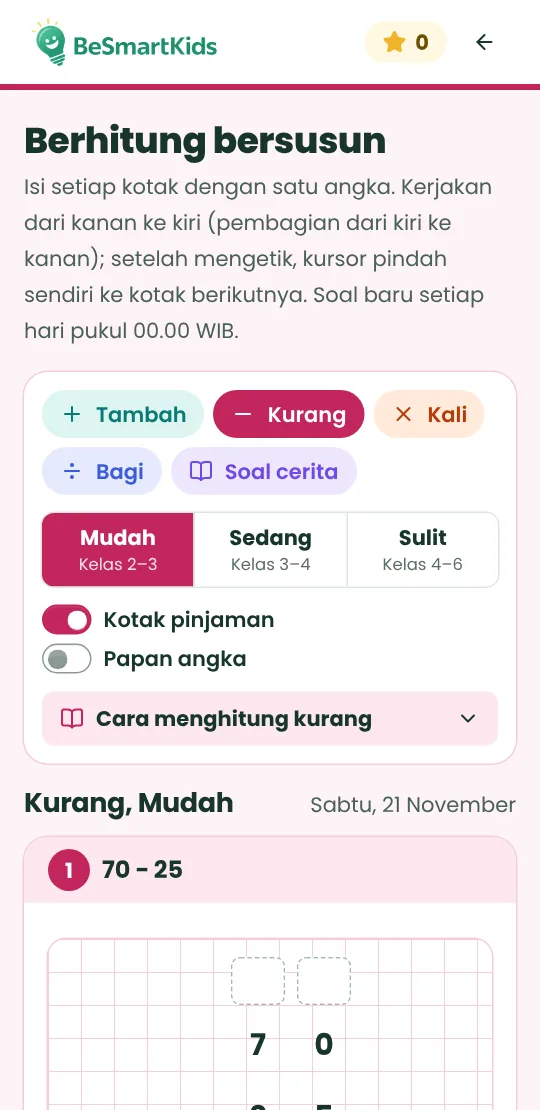 BeSmartKids
0
Berhitung bersusun
Isi setiap kotak dengan satu angka. Kerjakan
dari kanan ke kiri (pembagian dari kiri ke
kanan); setelah mengetik, kursor pindah
sendiri ke kotak berikutnya. Soal baru setiap
hari pukul 00.00 WIB.
+ Tambah
− Kurang
× Kali
÷ Bagi
Soal cerita
Mudah
Kelas 2–3
Sedang
Kelas 3–4
Sulit
Kelas 4–6
Kotak pinjaman
Papan angka
Cara menghitung kurang
Kurang, Mudah
Sabtu, 21 November
1 70 − 25
7 0